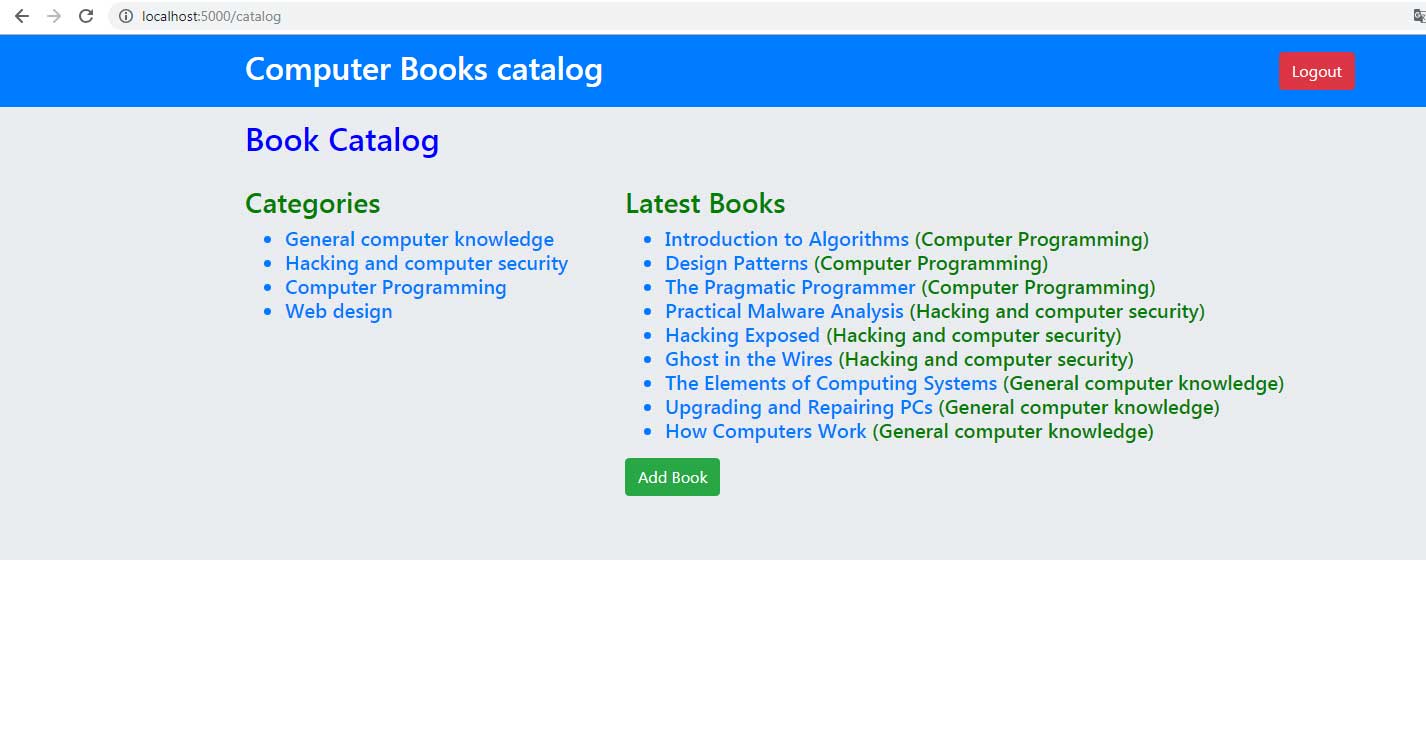 localhost:5000/catalog
Computer Books catalog
Logout
Book Catalog
Categories
General computer knowledge
Hacking and computer security
Computer Programming
Web design
Latest Books
Introduction to Algorithms (Computer Programming)
Design Patterns (Computer Programming)
The Pragmatic Programmer (Computer Programming)
Practical Malware Analysis (Hacking and computer security)
Hacking Exposed (Hacking and computer security)
Ghost in the Wires (Hacking and computer security)
The Elements of Computing Systems (General computer knowledge)
Upgrading and Repairing PCs (General computer knowledge)
How Computers Work (General computer knowledge)
Add Book